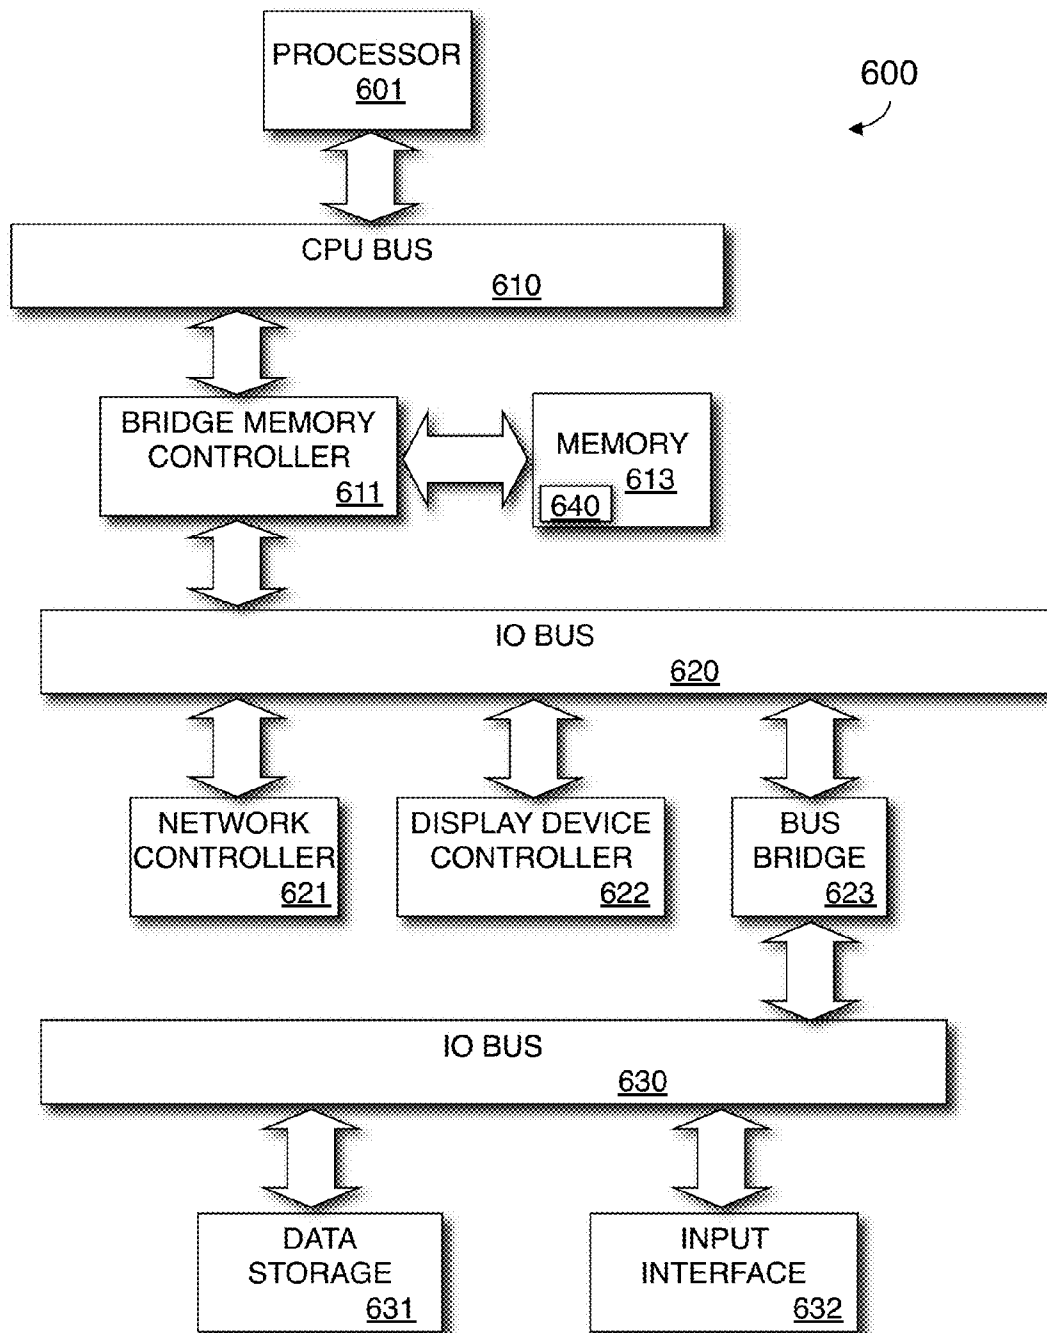 PROCESSOR
601
600
CPU BUS
610
BRIDGE MEMORY
CONTROLLER
611
MEMORY
613
640
IO BUS
620
NETWORK
CONTROLLER
621
DISPLAY DEVICE
CONTROLLER
622
BUS
BRIDGE
623
IO BUS
630
DATA
STORAGE
631
INPUT
INTERFACE
632